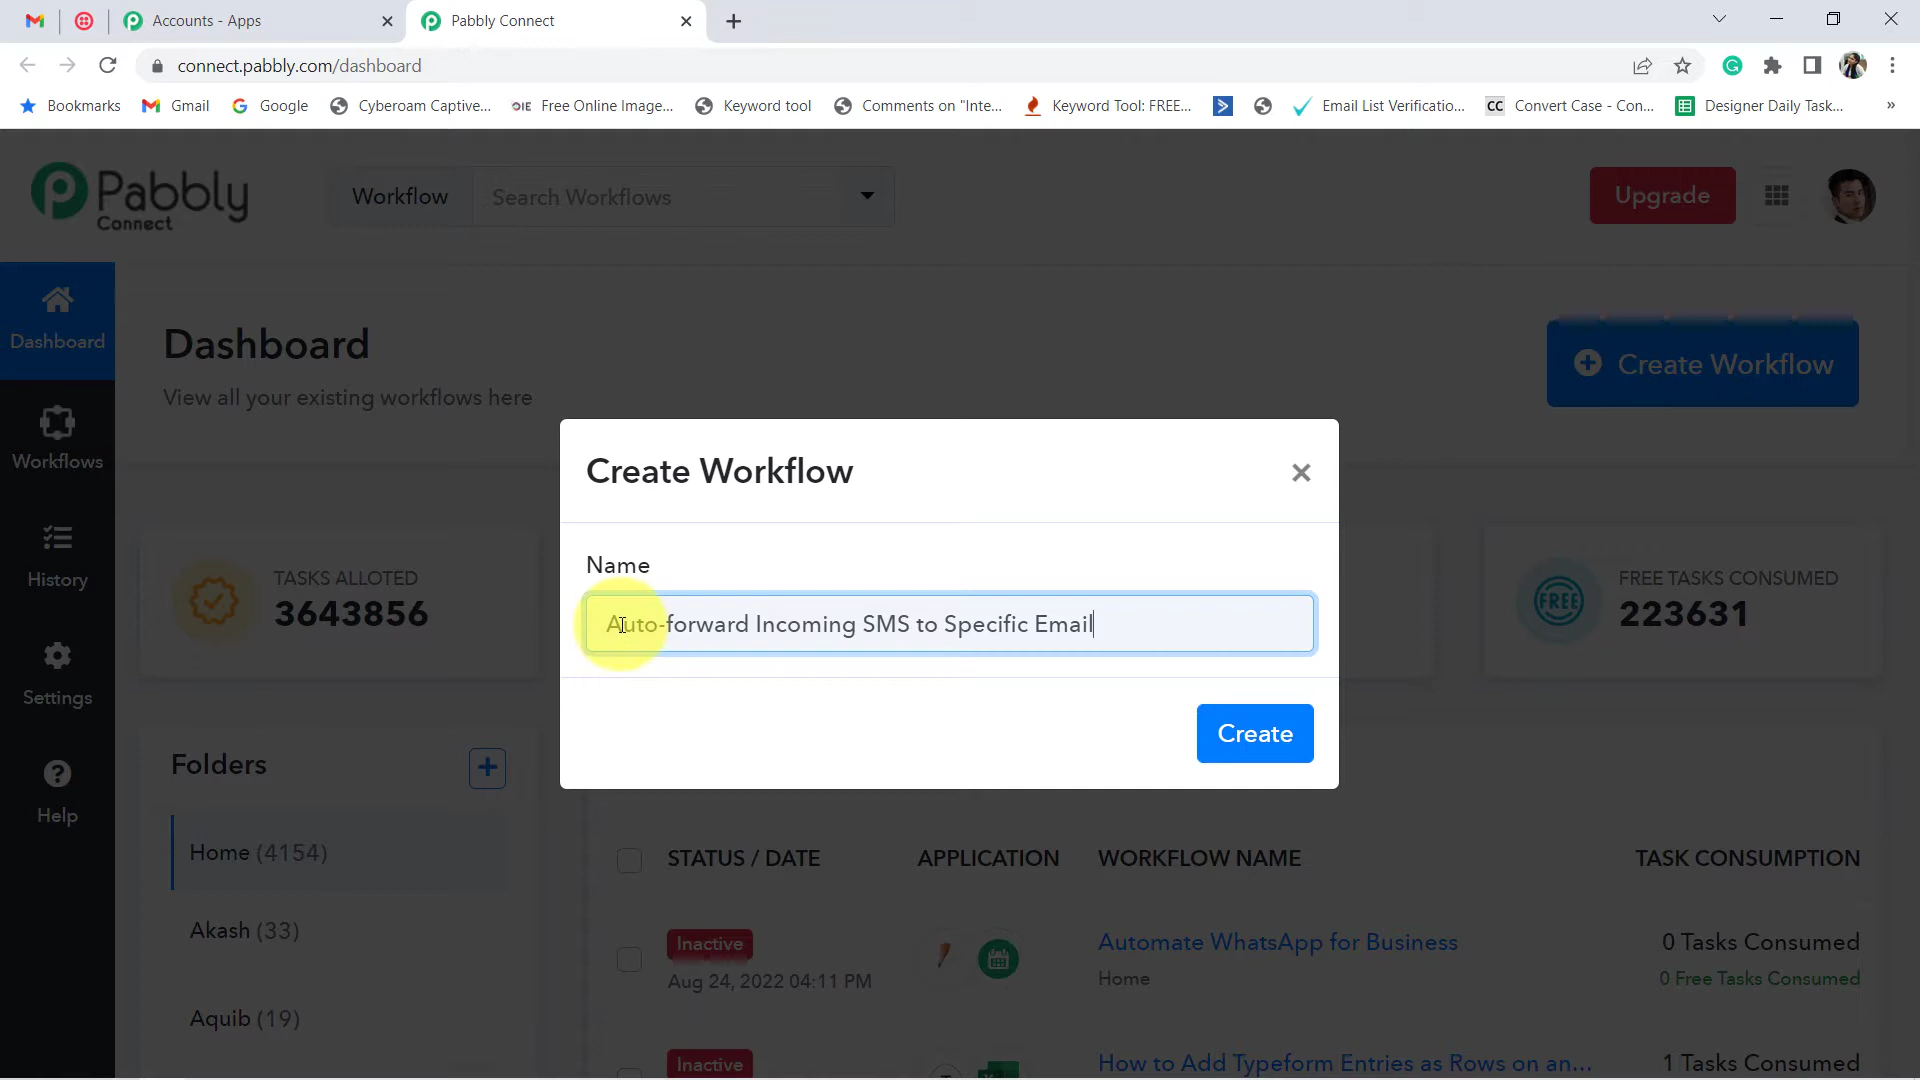 Accounts - Apps
Pabbly Connect
connect.pabbly.com/dashboard
Bookmarks
Gmail
Google
Cyberoam Captive...
OIE Free Online Image...
Keyword tool
Comments on "Inte...
Keyword Tool: FREE...
Email List Verificatio...
CC Convert Case - Con...
Designer Daily Task...
»
Pabbly
Connect
Workflow
Search Workflows
Upgrade
Dashboard
Workflows
History
Settings
Help
Dashboard
View all your existing workflows here
Create Workflow
Create Workflow
Name
Auto-forward Incoming SMS to Specific Email
Create
TASKS ALLOTED
3643856
FREE
FREE TASKS CONSUMED
223631
Folders
Home (4154)
Akash (33)
Aquib (19)
STATUS / DATE
APPLICATION
WORKFLOW NAME
TASK CONSUMPTION
Inactive
Aug 24, 2022 04:11 PM
Automate WhatsApp for Business
Home
0 Tasks Consumed
0 Free Tasks Consumed
Inactive
How to Add Typeform Entries as Rows on an...
1 Tasks Consumed